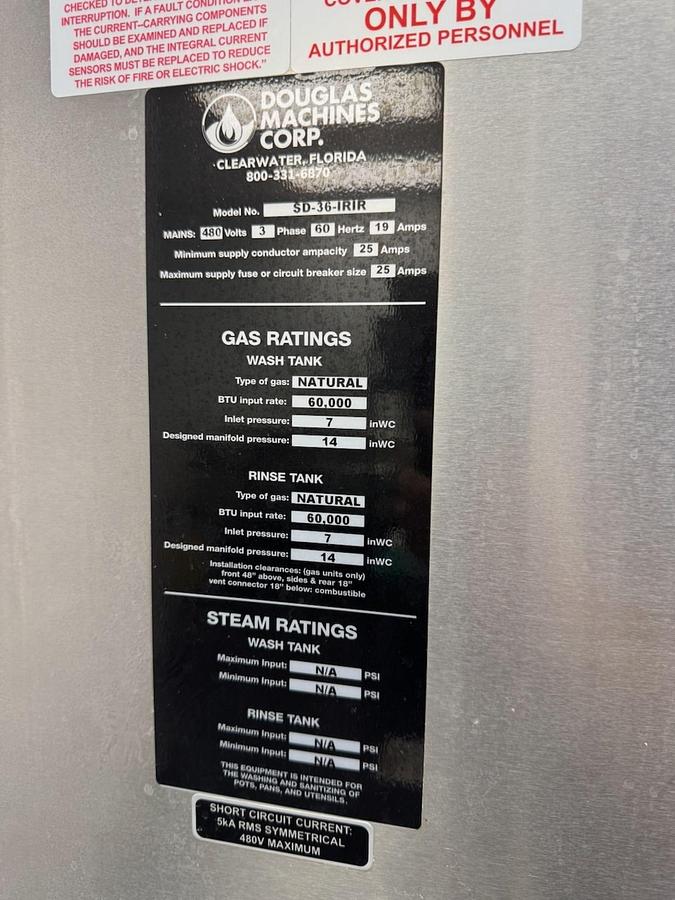 INTERRUPTION. IF A FAULT CONDITION
THE CURRENT-CARRYING COMPONENTS
SHOULD BE EXAMINED AND REPLACED IF
DAMAGED, AND THE INTEGRAL CURRENT
SENSORS MUST BE REPLACED TO REDUCE
THE RISK OF FIRE OR ELECTRIC SHOCK."
ONLY BY
AUTHORIZED PERSONNEL
DOUGLAS
MACHINES
CORP.
CLEARWATER, FLORIDA
800-331-6870
Model No. SD-36-IRIR
MAINS: 480 Volts 3 Phase 60 Hertz 19 Amps
Minimum supply conductor ampacity 25 Amps
Maximum supply fuse or circuit breaker size 25 Amps
GAS RATINGS
WASH TANK
Type of gas: NATURAL
BTU input rate: 60,000
Inlet pressure: 7 inWC
Designed manifold pressure: 14 inWC
RINSE TANK
Type of gas: NATURAL
BTU input rate: 60,000
Inlet pressure: 7 inWC
Designed manifold pressure: 14 inWC
Installation clearances: (gas units only)
front 48" above, sides & rear 18"
vent connector 18" below: combustible
STEAM RATINGS
WASH TANK
Maximum Input: N/A PSI
Minimum Input: N/A PSI
RINSE TANK
Maximum Input: N/A PSI
Minimum Input: N/A PSI
THIS EQUIPMENT IS INTENDED FOR
THE WASHING AND SANITIZING OF
POTS, PANS, AND UTENSILS.
SHORT CIRCUIT CURRENT:
5kA RMS SYMMETRICAL
480V MAXIMUM